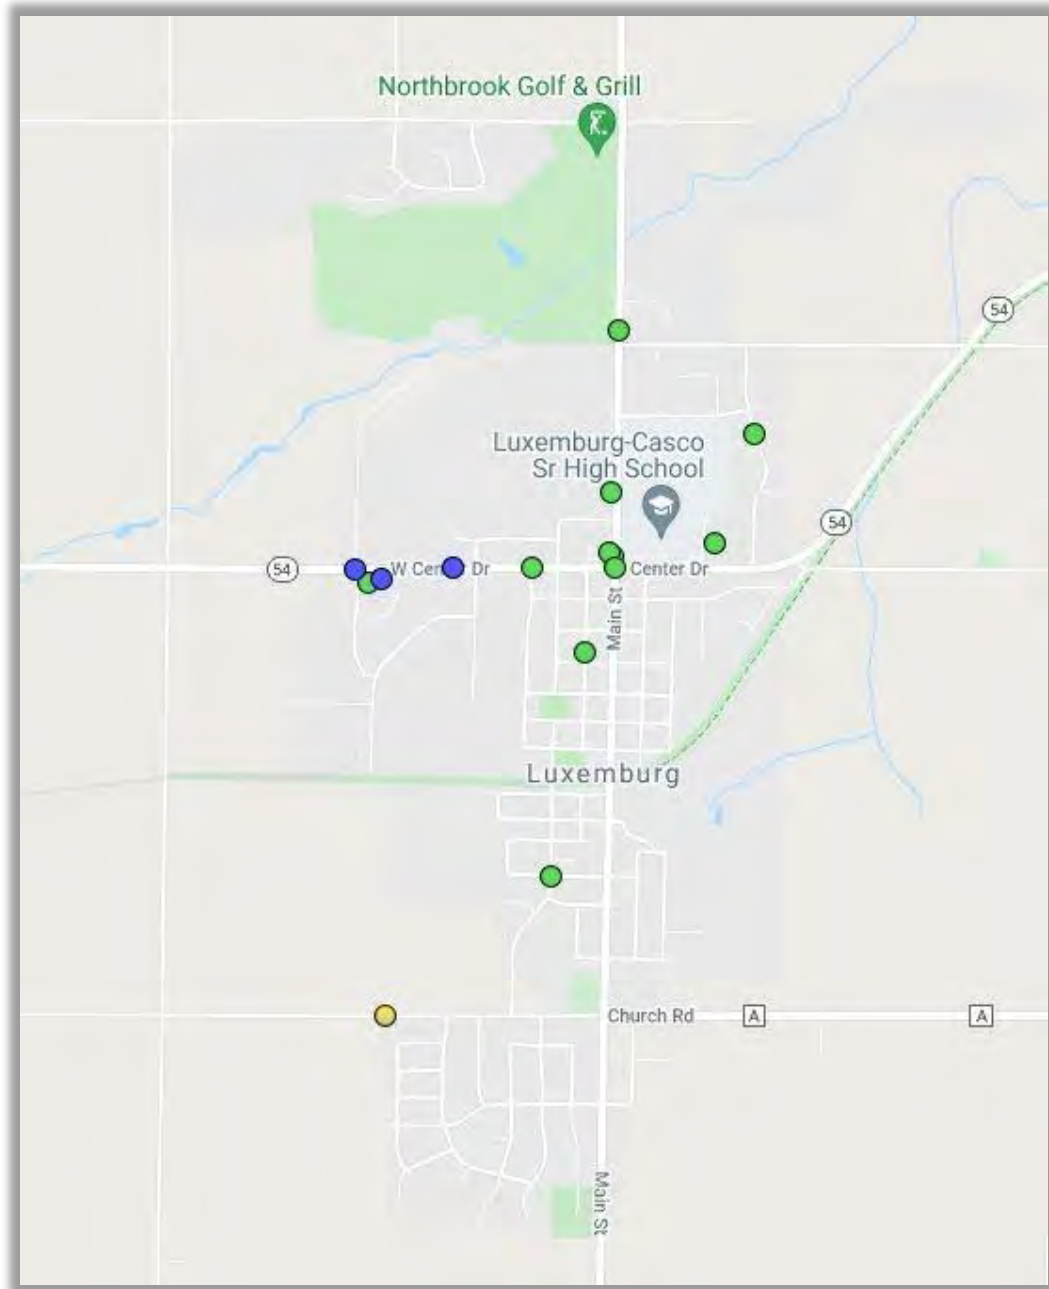 Northbrook Golf & Grill
54
Luxemburg-Casco
Sr High School
54
54
W Cen Dr
Center Dr
Main St
Luxemburg
Church Rd
A
A
Main St